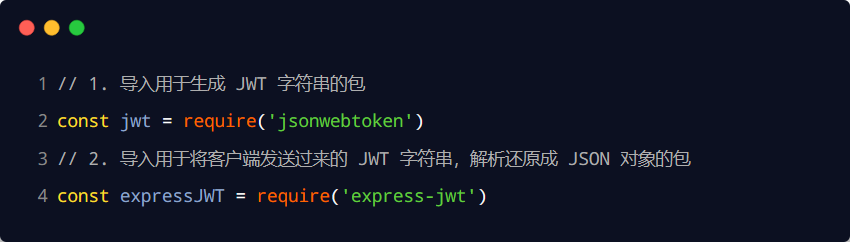 1 // 1. 导入用于生成 JWT 字符串的包
2 const jwt = require('jsonwebtoken')
3 // 2. 导入用于将客户端发送过来的 JWT 字符串，解析还原成 JSON 对象的包
4 const expressJWT = require('express-jwt')